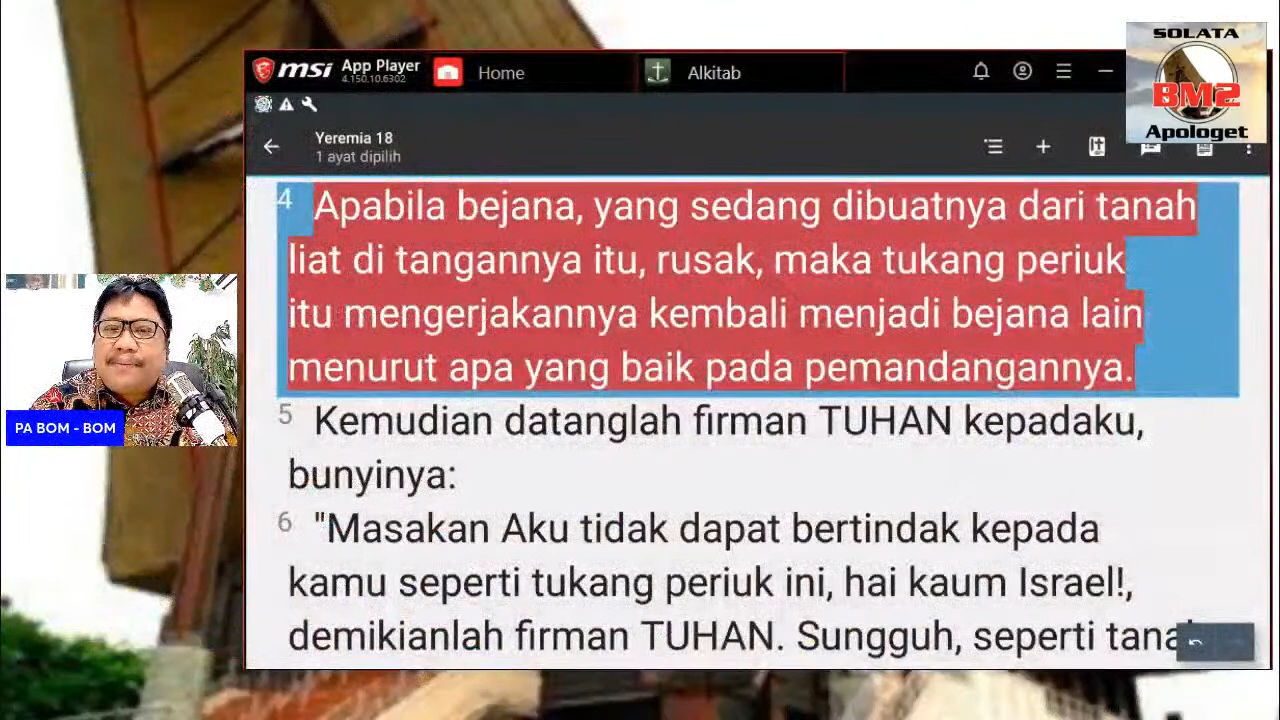 SOLATA
BM2
Apologet
msi App Player
4.150.10.6302
Home
Alkitab
Yeremia 18
1 ayat dipilih
4 Apabila bejana, yang sedang dibuatnya dari tanah
liat di tangannya itu, rusak, maka tukang periuk
itu mengerjakannya kembali menjadi bejana lain
menurut apa yang baik pada pemandangannya.
5 Kemudian datanglah firman TUHAN kepadaku,
bunyinya:
6 "Masakan Aku tidak dapat bertindak kepada
kamu seperti tukang periuk ini, hai kaum Israel!,
demikianlah firman TUHAN. Sungguh, seperti tana
PA BOM - BOM